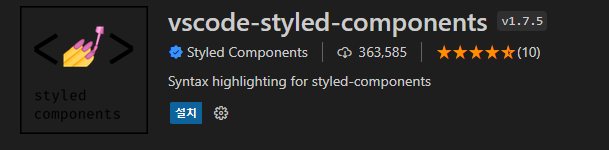 vscode-styled-components v1.7.5
Styled Components 363,585 (10)
Syntax highlighting for styled-components
설치
< >
styled
components